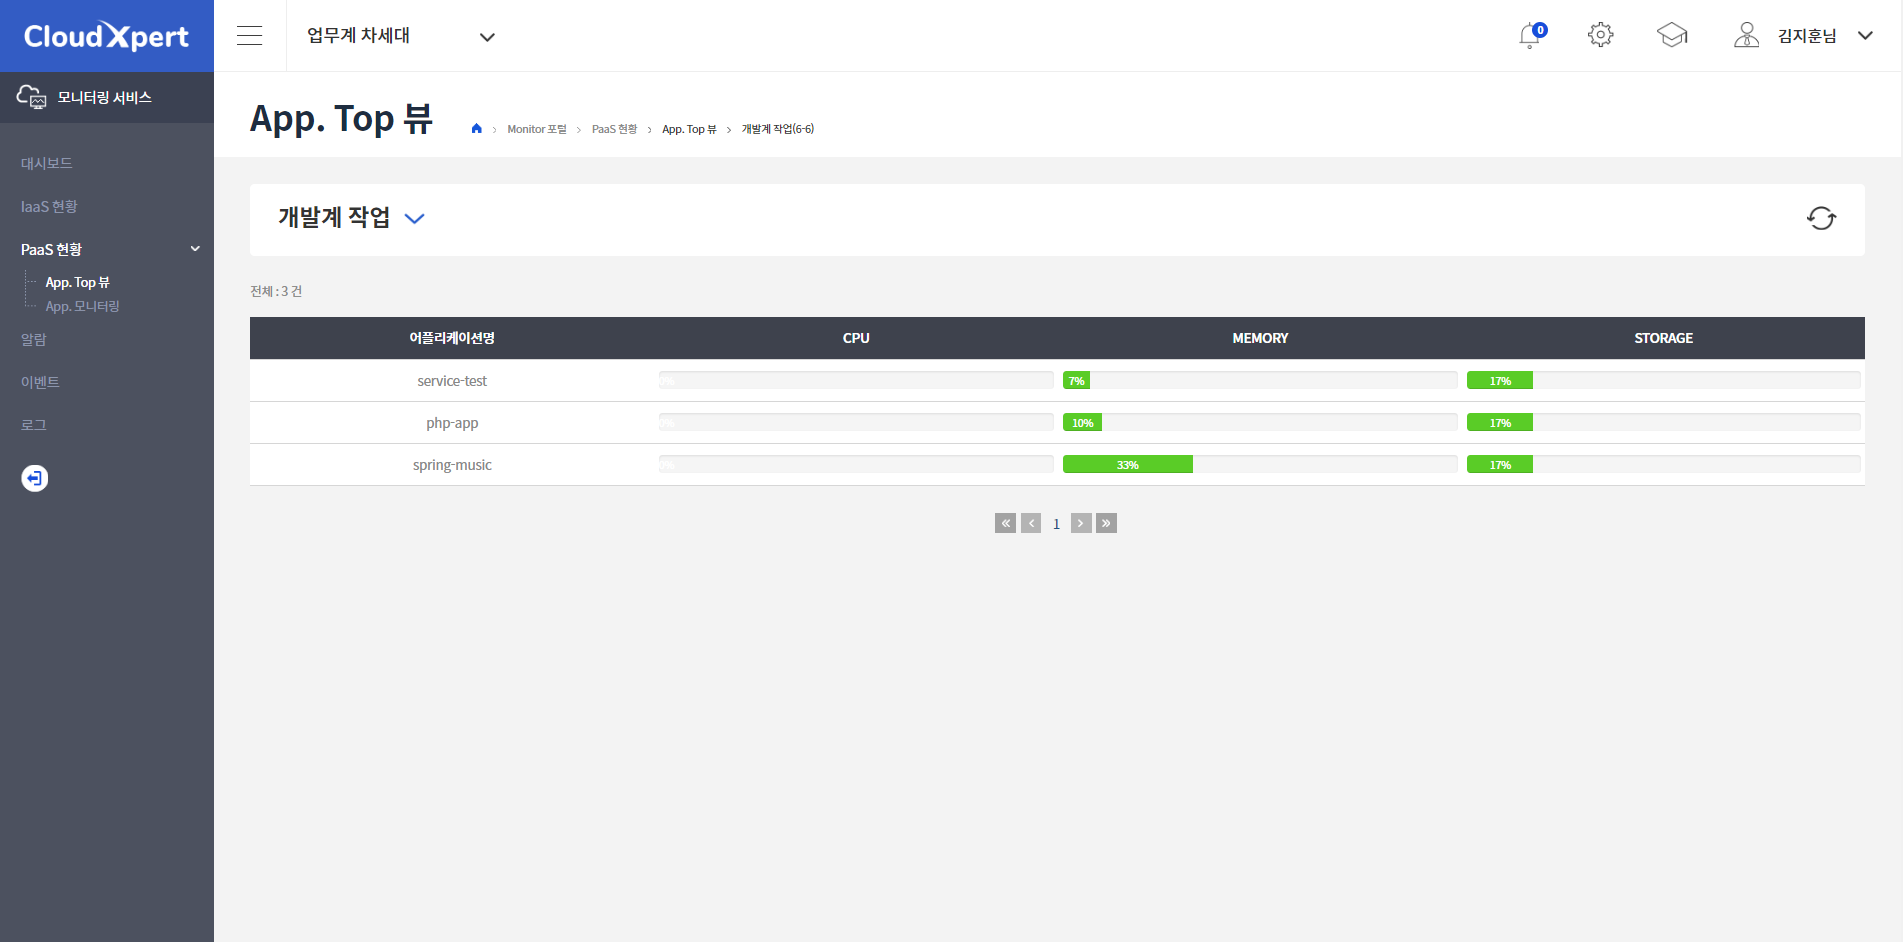 CloudXpert
업무계 차세대
0
김지훈님
모니터링 서비스
대시보드
IaaS 현황
PaaS 현황
App. Top 뷰
App. 모니터링
알람
이벤트
로그
App. Top 뷰
Monitor 포털 > PaaS 현황 > App. Top 뷰 > 개발계 작업(6-6)
개발계 작업
전체 : 3 건
어플리케이션명 CPU MEMORY STORAGE
service-test 0% 7% 17%
php-app 0% 10% 17%
spring-music 0% 33% 17%
« < 1 > »